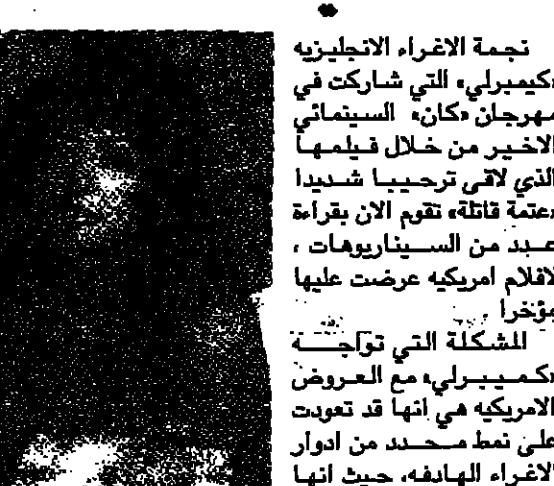 نجمة الاغراء الانجليزيه
«كيمبرلي» التي شاركت في
مهرجان «كان» السينمائي
الاخير من خلال فيلمها
الذي لاقى ترحيبا شديدا
«عتمة قاتلة» تقوم الان بقراءة
عدد من السيناريوهات ،
لافلام امريكيه عرضت عليها
مؤخرا .
المشكلة التي تواجة
«كميبرلي» مع العروض
الامريكيه هي انها قد تعودت
على نمط محدد من ادوار
الاغراء الهادفه، حيث انها